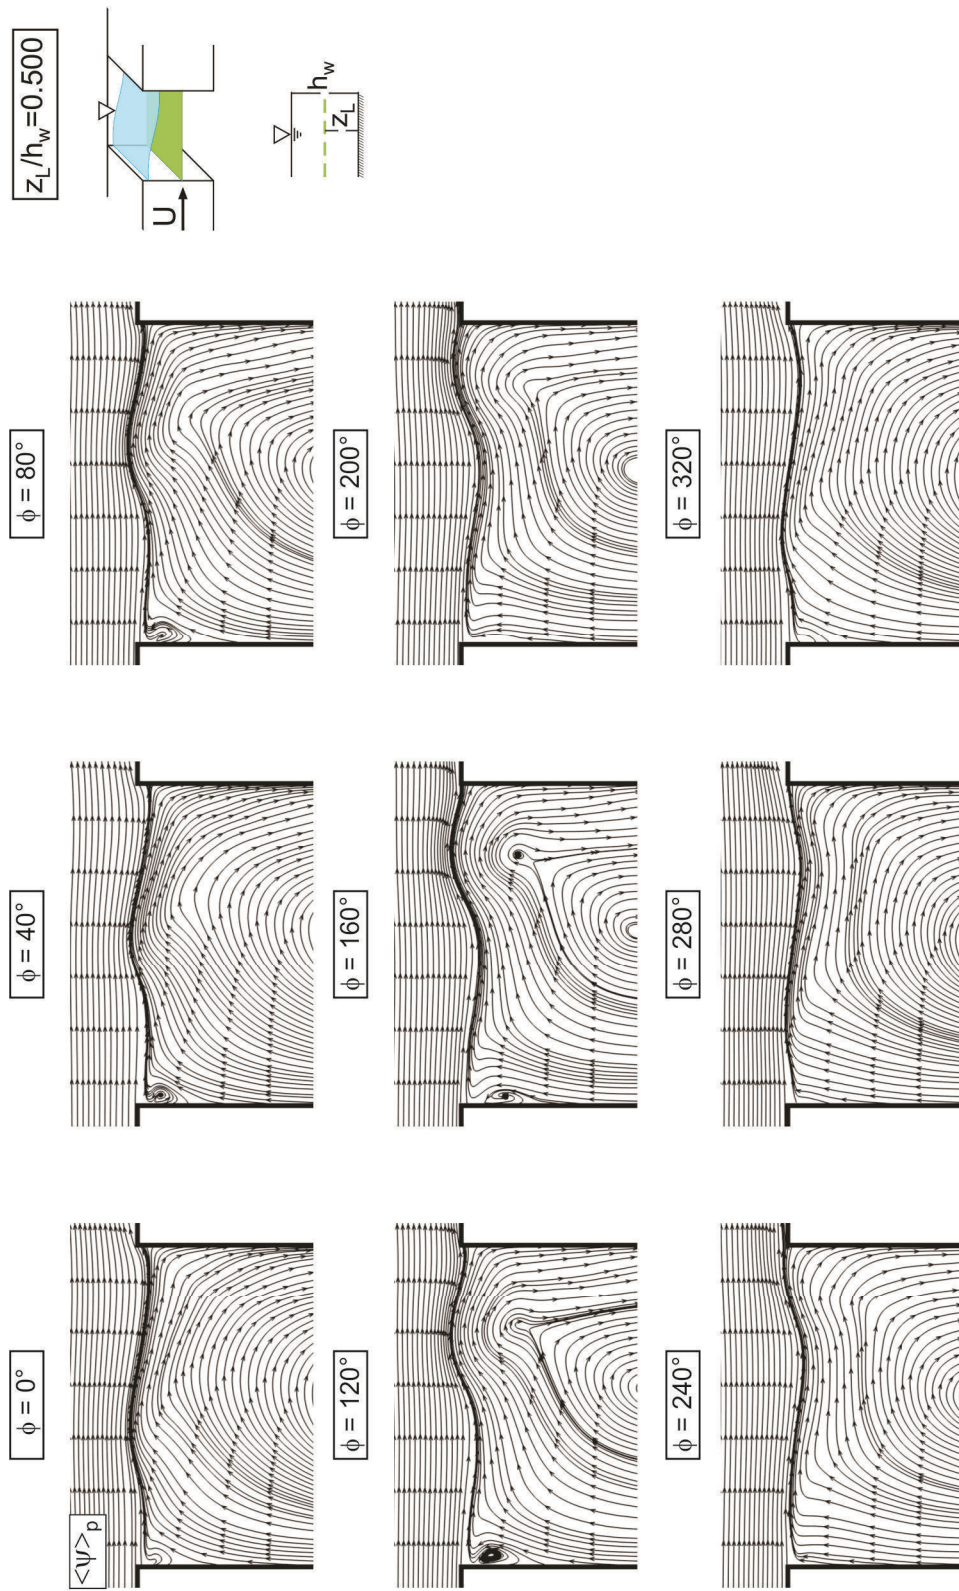 z_L/h_w=0.500
U
h_w
z_L
<ψ>_p
ϕ = 0°
ϕ = 40°
ϕ = 80°
ϕ = 120°
ϕ = 160°
ϕ = 200°
ϕ = 240°
ϕ = 280°
ϕ = 320°